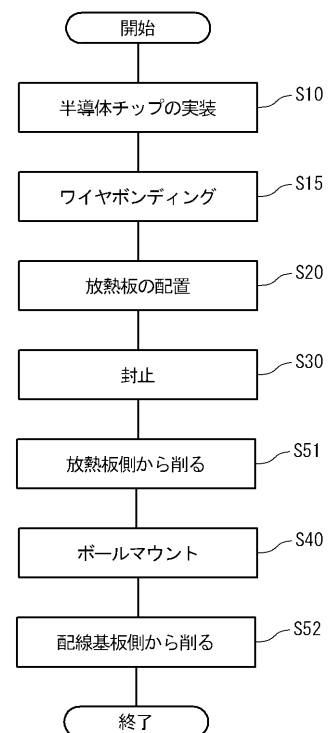 開始
半導体チップの実装
S10
ワイヤボンディング
S15
放熱板の配置
S20
封止
S30
放熱板側から削る
S51
ボールマウント
S40
配線基板側から削る
S52
終了